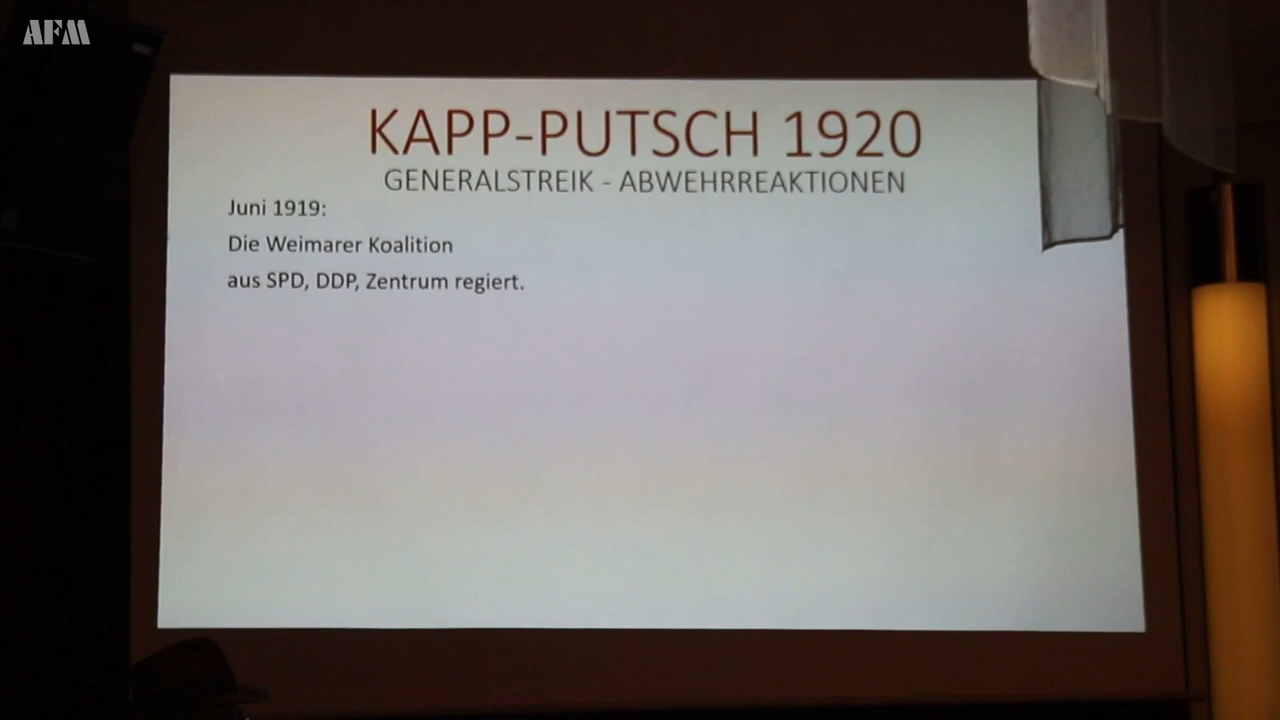 AFM
KAPP-PUTSCH 1920
GENERALSTREIK - ABWEHRREAKTIONEN
Juni 1919:
Die Weimarer Koalition
aus SPD, DDP, Zentrum regiert.